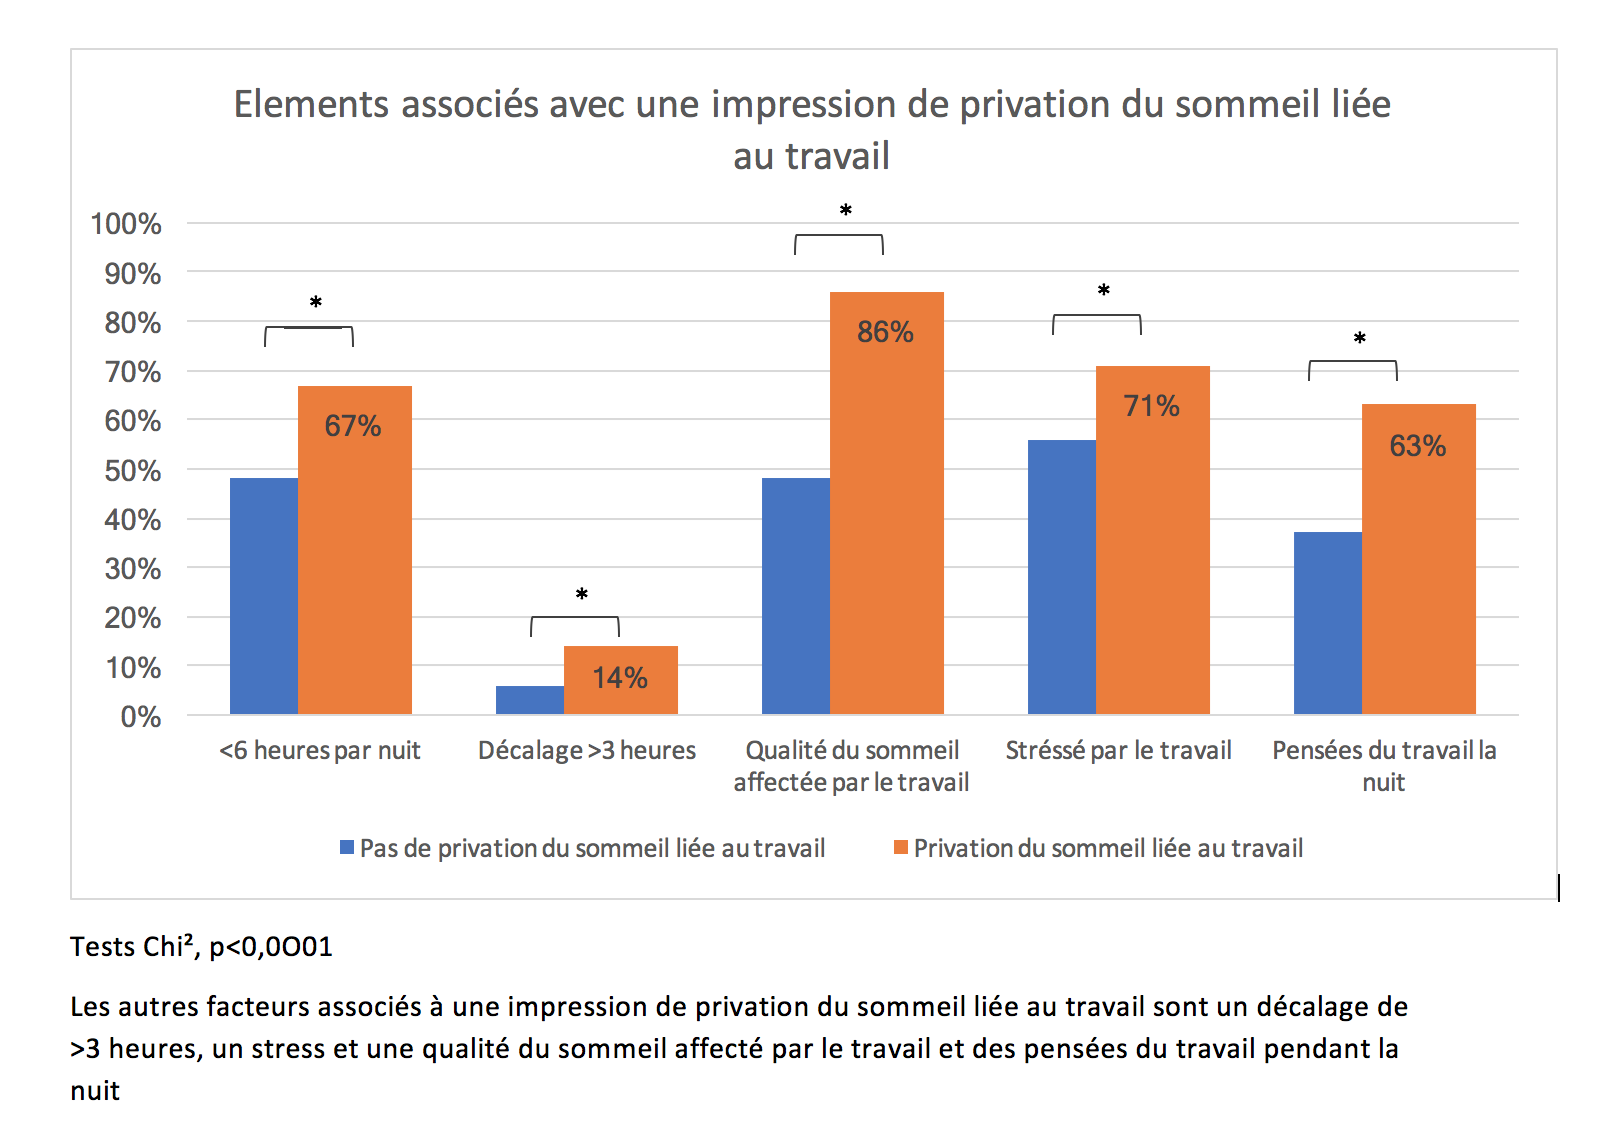 Elements associés avec une impression de privation du sommeil liée
au travail
100%
90%
80%
70%
60%
50%
40%
30%
20%
10%
0%
*
*
*
*
*
67%
14%
86%
71%
63%
<6 heures par nuit
Décalage >3 heures
Qualité du sommeil
affectée par le travail
Stréssé par le travail
Pensées du travail la
nuit
Pas de privation du sommeil liée au travail
Privation du sommeil liée au travail
Tests Chi², p<0,0O01
Les autres facteurs associés à une impression de privation du sommeil liée au travail sont un décalage de
>3 heures, un stress et une qualité du sommeil affecté par le travail et des pensées du travail pendant la
nuit